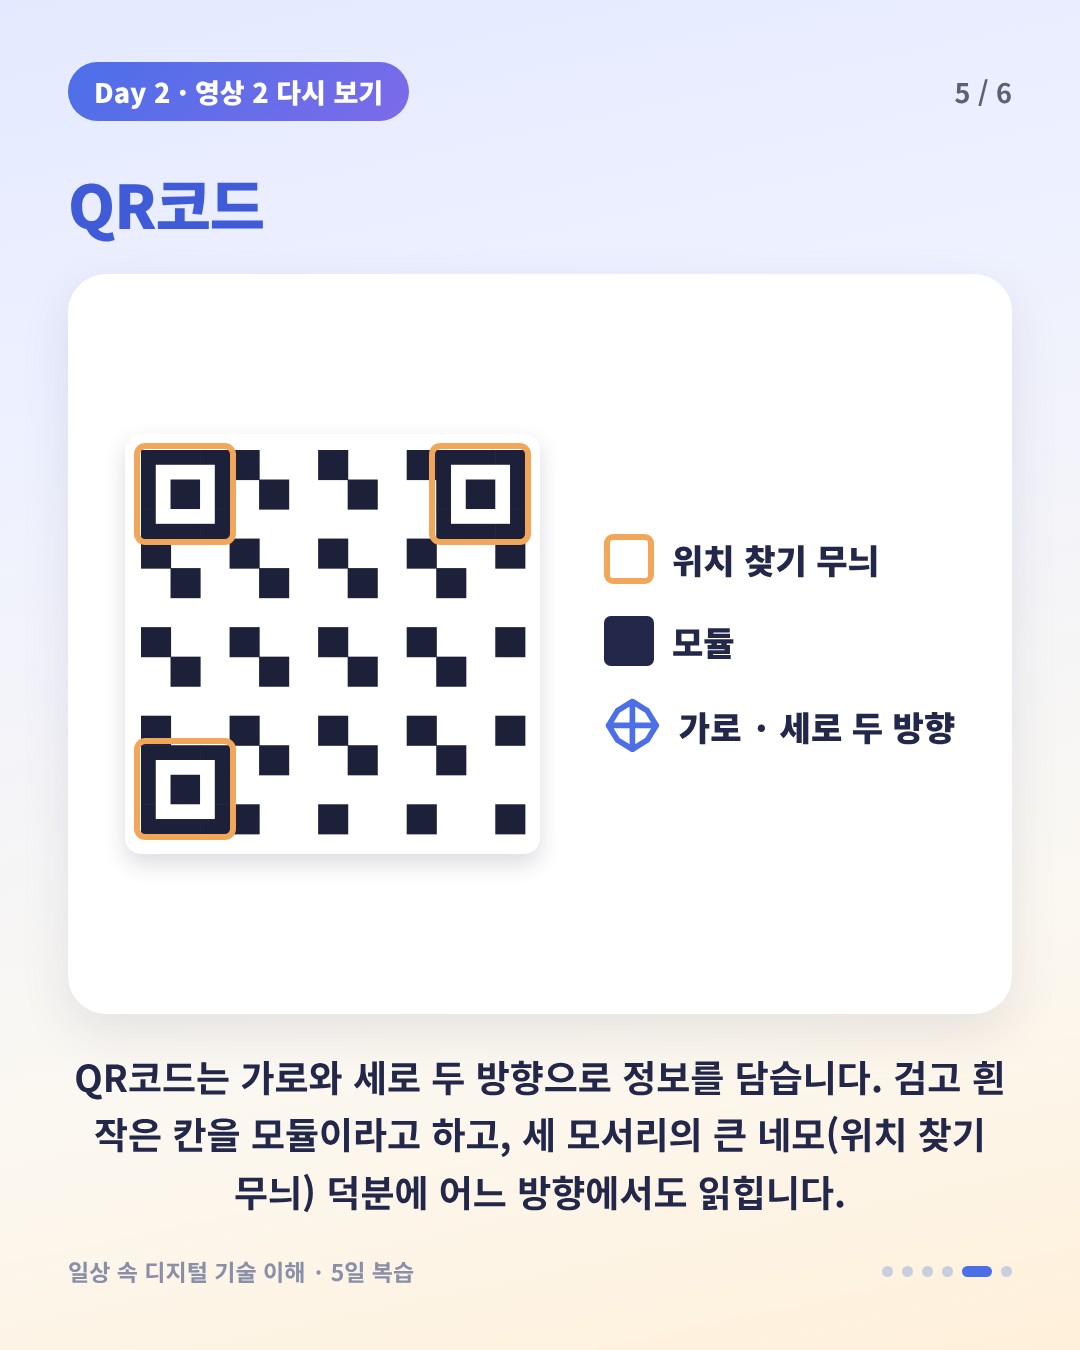 Day 2 · 영상 2 다시 보기
5 / 6
QR코드
위치 찾기 무늬
모듈
가로 · 세로 두 방향
QR코드는 가로와 세로 두 방향으로 정보를 담습니다. 검고 흰
작은 칸을 모듈이라고 하고, 세 모서리의 큰 네모(위치 찾기
무늬) 덕분에 어느 방향에서도 읽힙니다.
일상 속 디지털 기술 이해 · 5일 복습